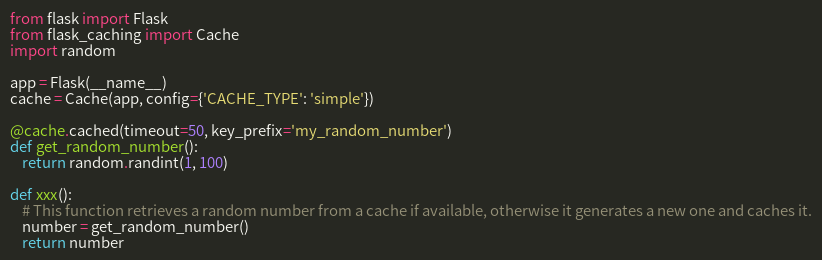 from flask import Flask
from flask_caching import Cache
import random
app = Flask(__name__)
cache = Cache(app, config={'CACHE_TYPE': 'simple'})
@cache.cached(timeout=50, key_prefix='my_random_number')
def get_random_number():
    return random.randint(1, 100)
def xxx():
    # This function retrieves a random number from a cache if available, otherwise it generates a new one and caches it.
    number = get_random_number()
    return number